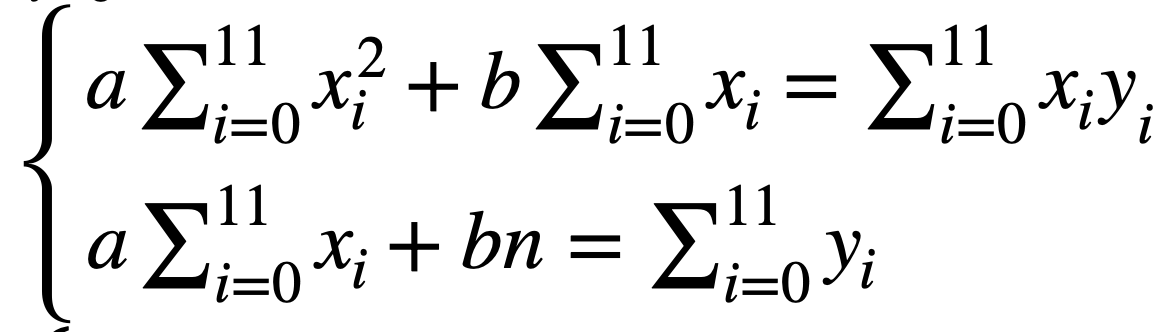 a∑_{i=0}^{11} x_i^2 + b∑_{i=0}^{11} x_i = ∑_{i=0}^{11} x_i y_i
a∑_{i=0}^{11} x_i + bn = ∑_{i=0}^{11} y_i